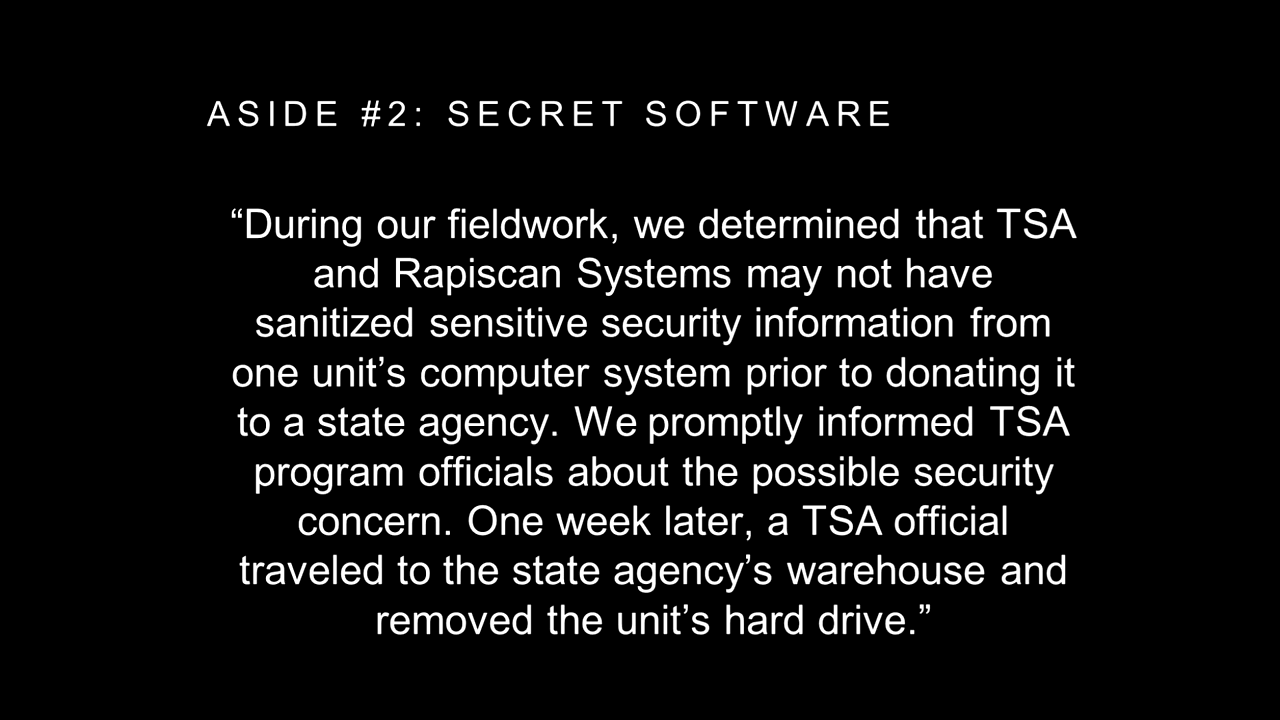 ASIDE #2: SECRET SOFTWARE
“During our fieldwork, we determined that TSA
and Rapiscan Systems may not have
sanitized sensitive security information from
one unit’s computer system prior to donating it
to a state agency. We promptly informed TSA
program officials about the possible security
concern. One week later, a TSA official
traveled to the state agency’s warehouse and
removed the unit’s hard drive.”